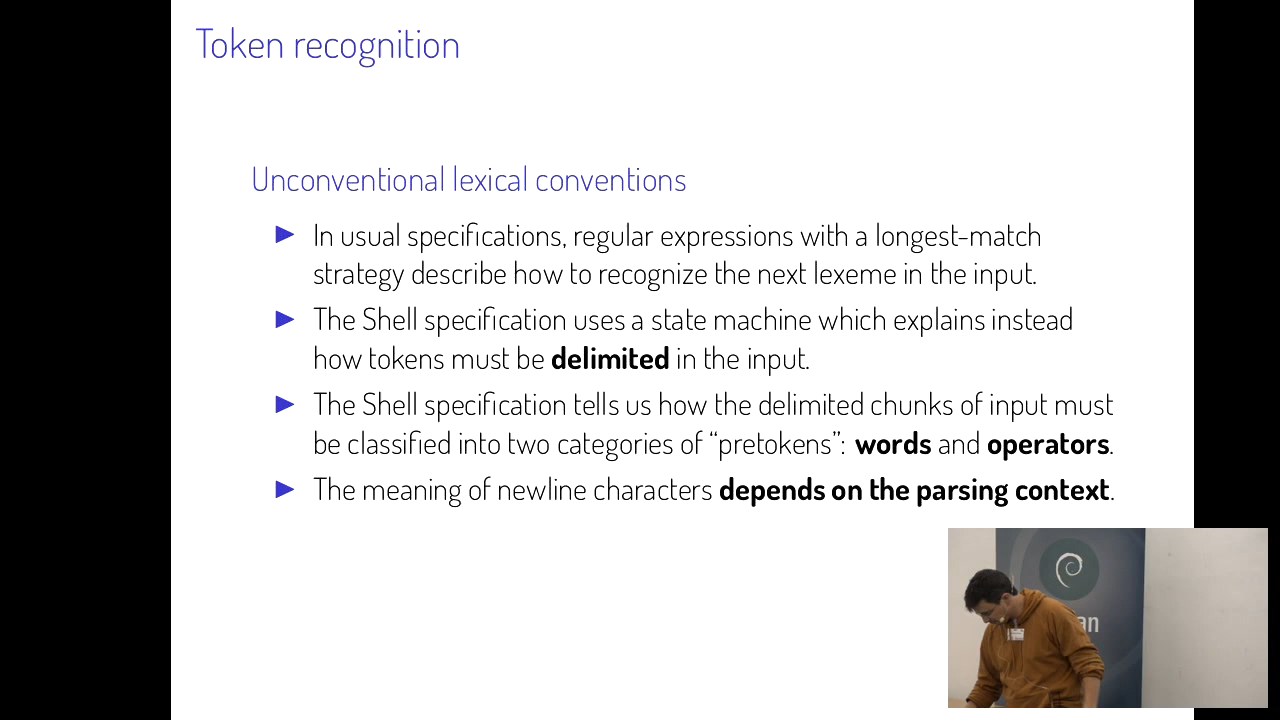 Token recognition
Unconventional lexical conventions
► In usual specifications, regular expressions with a longest-match
strategy describe how to recognize the next lexeme in the input.
► The Shell specification uses a state machine which explains instead
how tokens must be delimited in the input.
► The Shell specification tells us how the delimited chunks of input must
be classified into two categories of “pretokens”: words and operators.
► The meaning of newline characters depends on the parsing context.
an